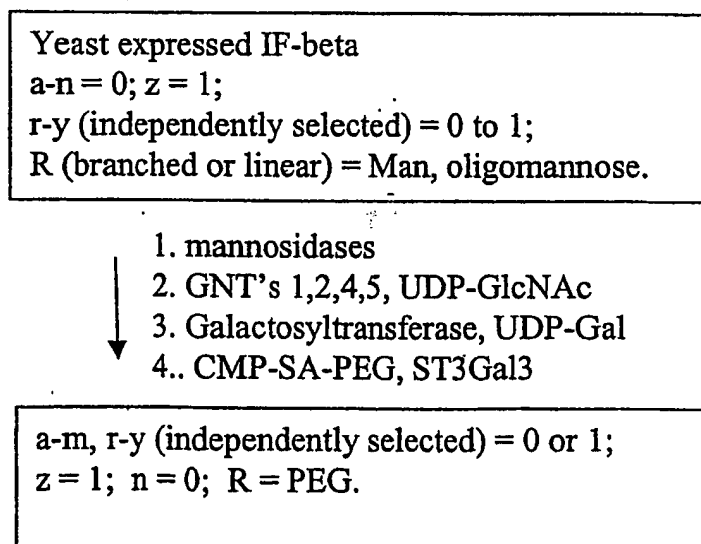 Yeast expressed IF-beta
a-n = 0; z = 1;
r-y (independently selected) = 0 to 1;
R (branched or linear) = Man, oligomannose.
1. mannosidases
2. GNT's 1,2,4,5, UDP-GlcNAc
3. Galactosyltransferase, UDP-Gal
4.. CMP-SA-PEG, ST3Gal3
a-m, r-y (independently selected) = 0 or 1;
z = 1; n = 0; R = PEG.